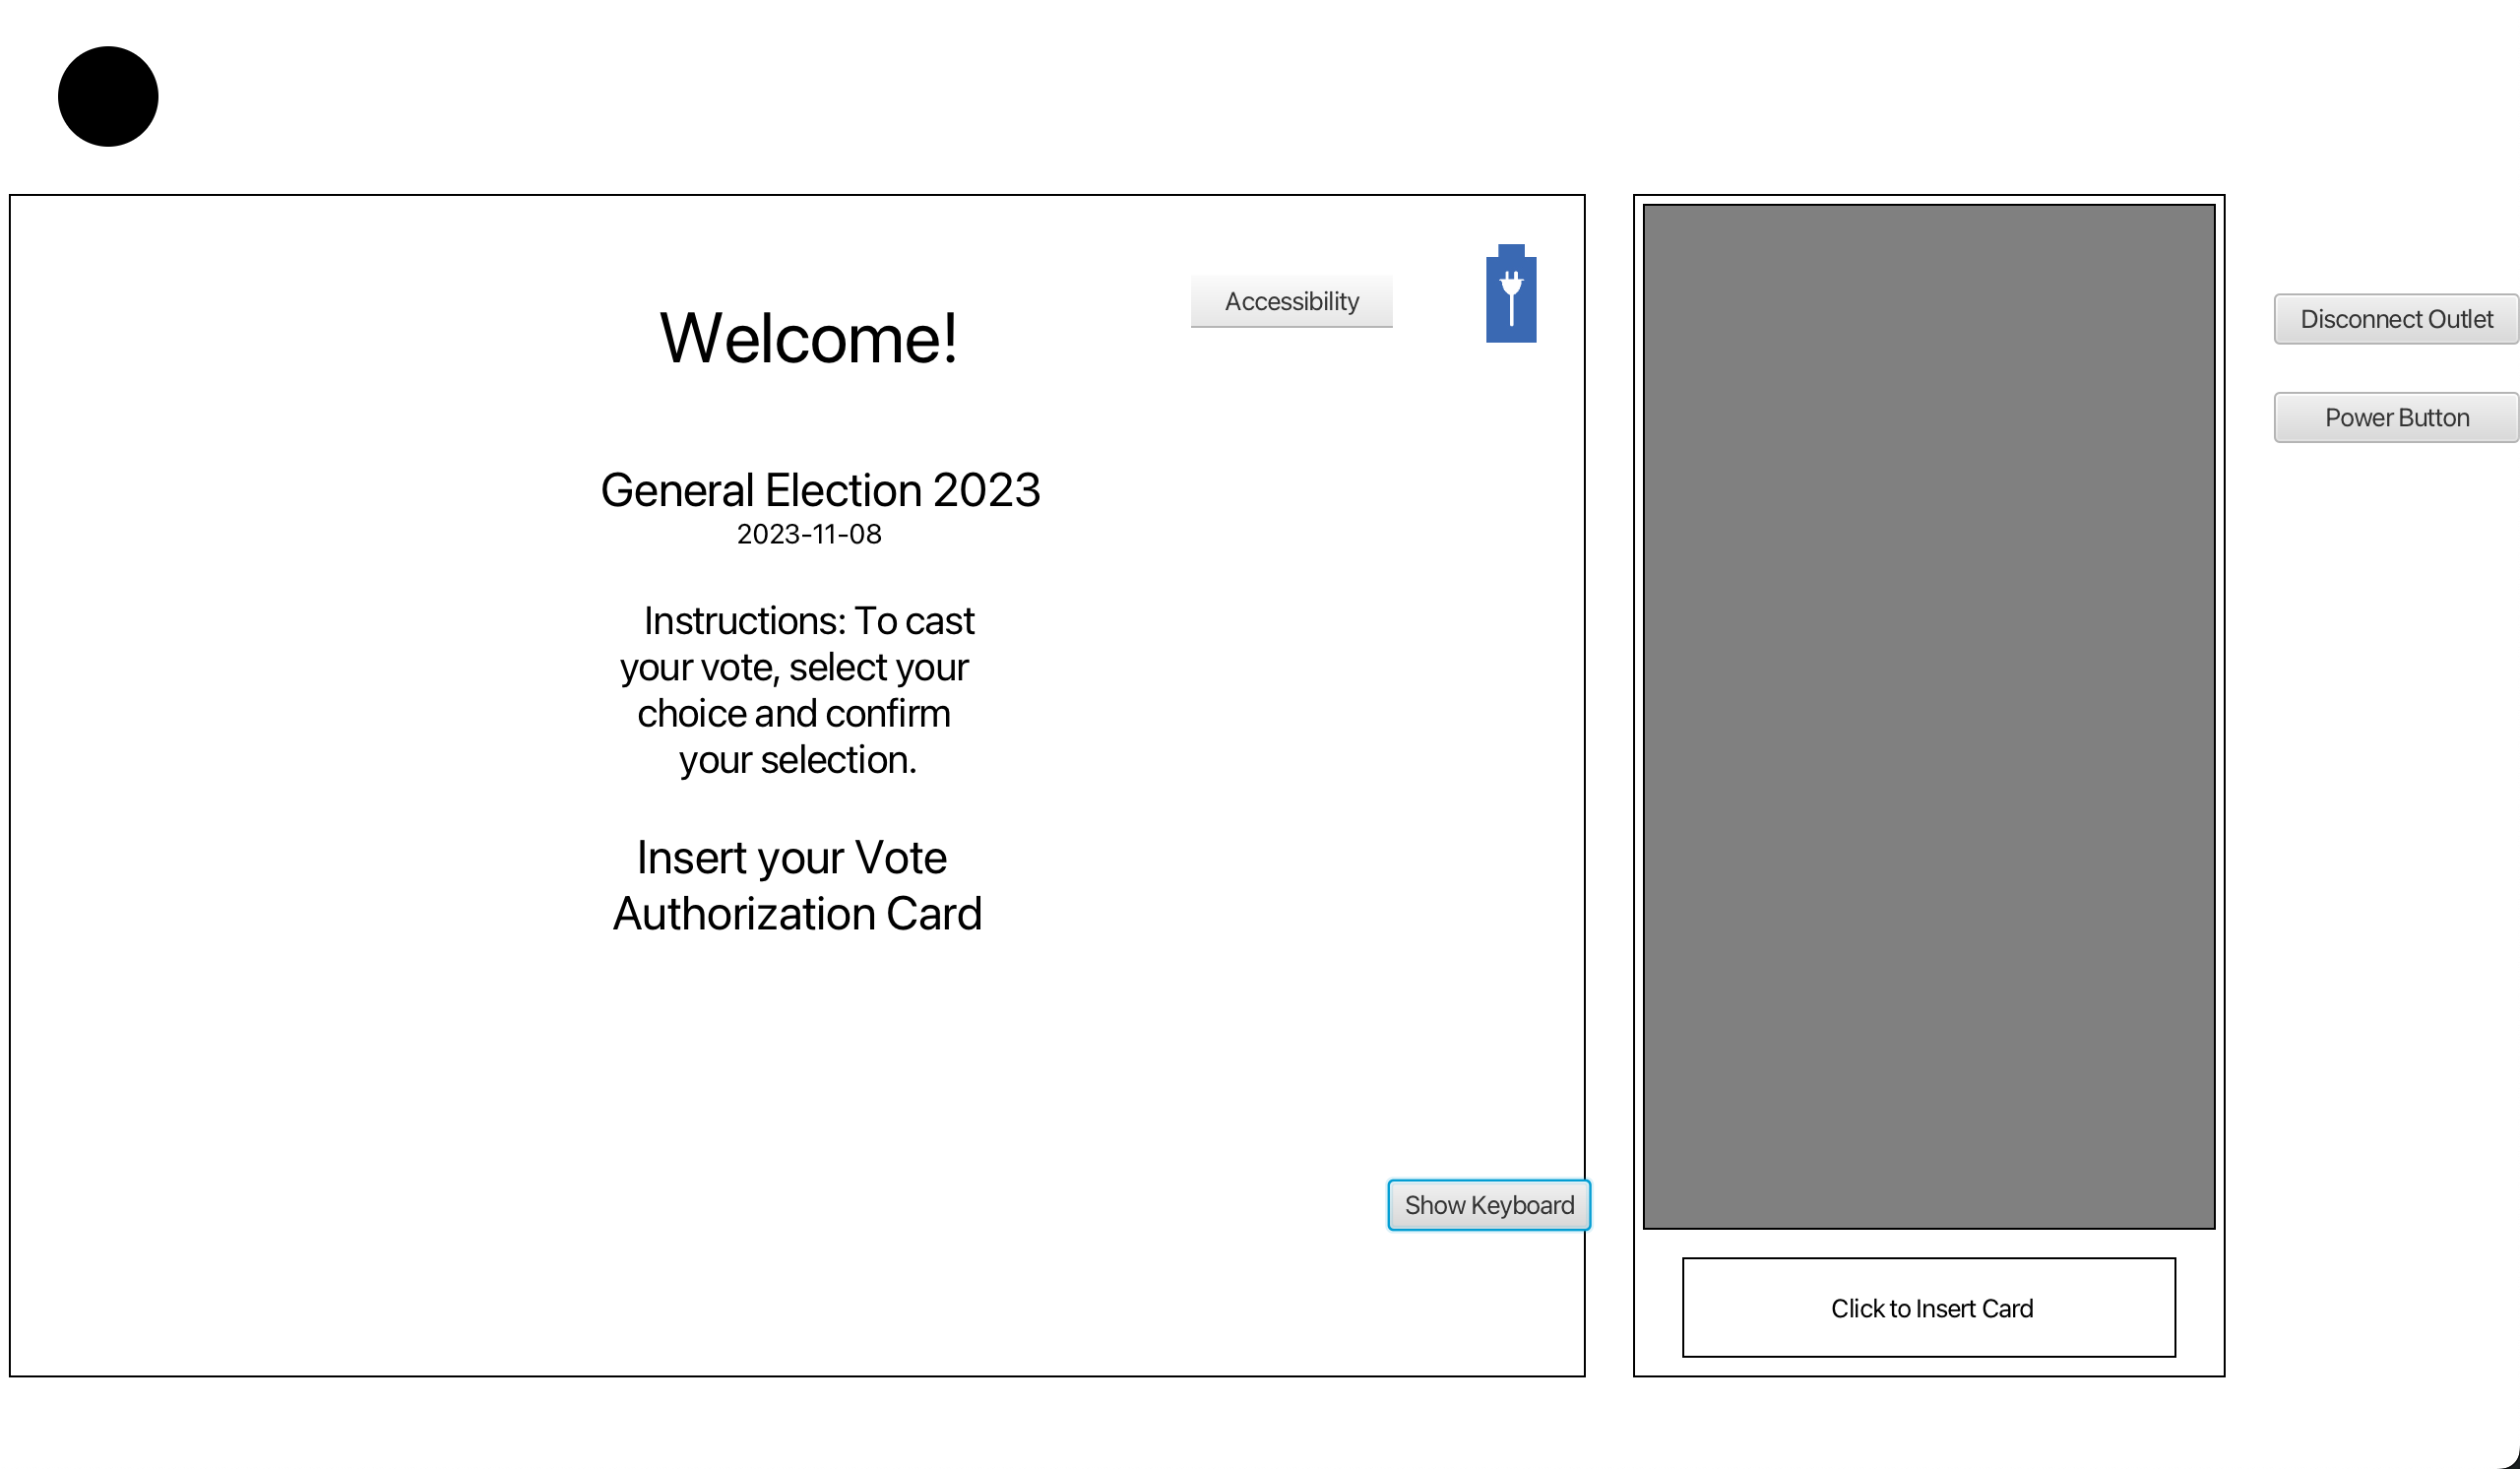 Accessibility
Welcome!
Disconnect Outlet
Power Button
General Election 2023
2023-11-08
Instructions: To cast
your vote, select your
choice and confirm
your selection.
Insert your Vote
Authorization Card
Show Keyboard
Click to Insert Card